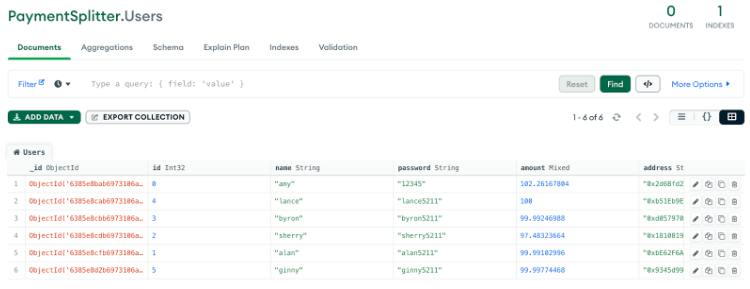 PaymentSplitter.Users
0 1
DOCUMENTS INDEXES
Documents Aggregations Schema Explain Plan Indexes Validation
Filter Type a query: { field: 'value' } Reset Find </> More Options
ADD DATA EXPORT COLLECTION 1 - 6 of 6 {}
Users
_id ObjectId id Int32 name String password String amount Mixed address St
1 ObjectId('6385e8bab6973106a… 0 "amy" "12345" 102.26167804 "0x2d6Bfd2
2 ObjectId('6385e8cab6973106a… 4 "lance" "lance5211" 100 "0xb51Eb9E
3 ObjectId('6385e8cbb6973106a… 3 "byron" "byron5211" 99.99246988 "0xd057970
4 ObjectId('6385e8cdb6973106a… 2 "sherry" "sherry5211" 97.48323664 "0x1810819
5 ObjectId('6385e8cfb6973106a… 1 "alan" "alan5211" 99.99102996 "0xbE62F6A
6 ObjectId('6385e8d2b6973106a… 5 "ginny" "ginny5211" 99.99774468 "0x9345d99